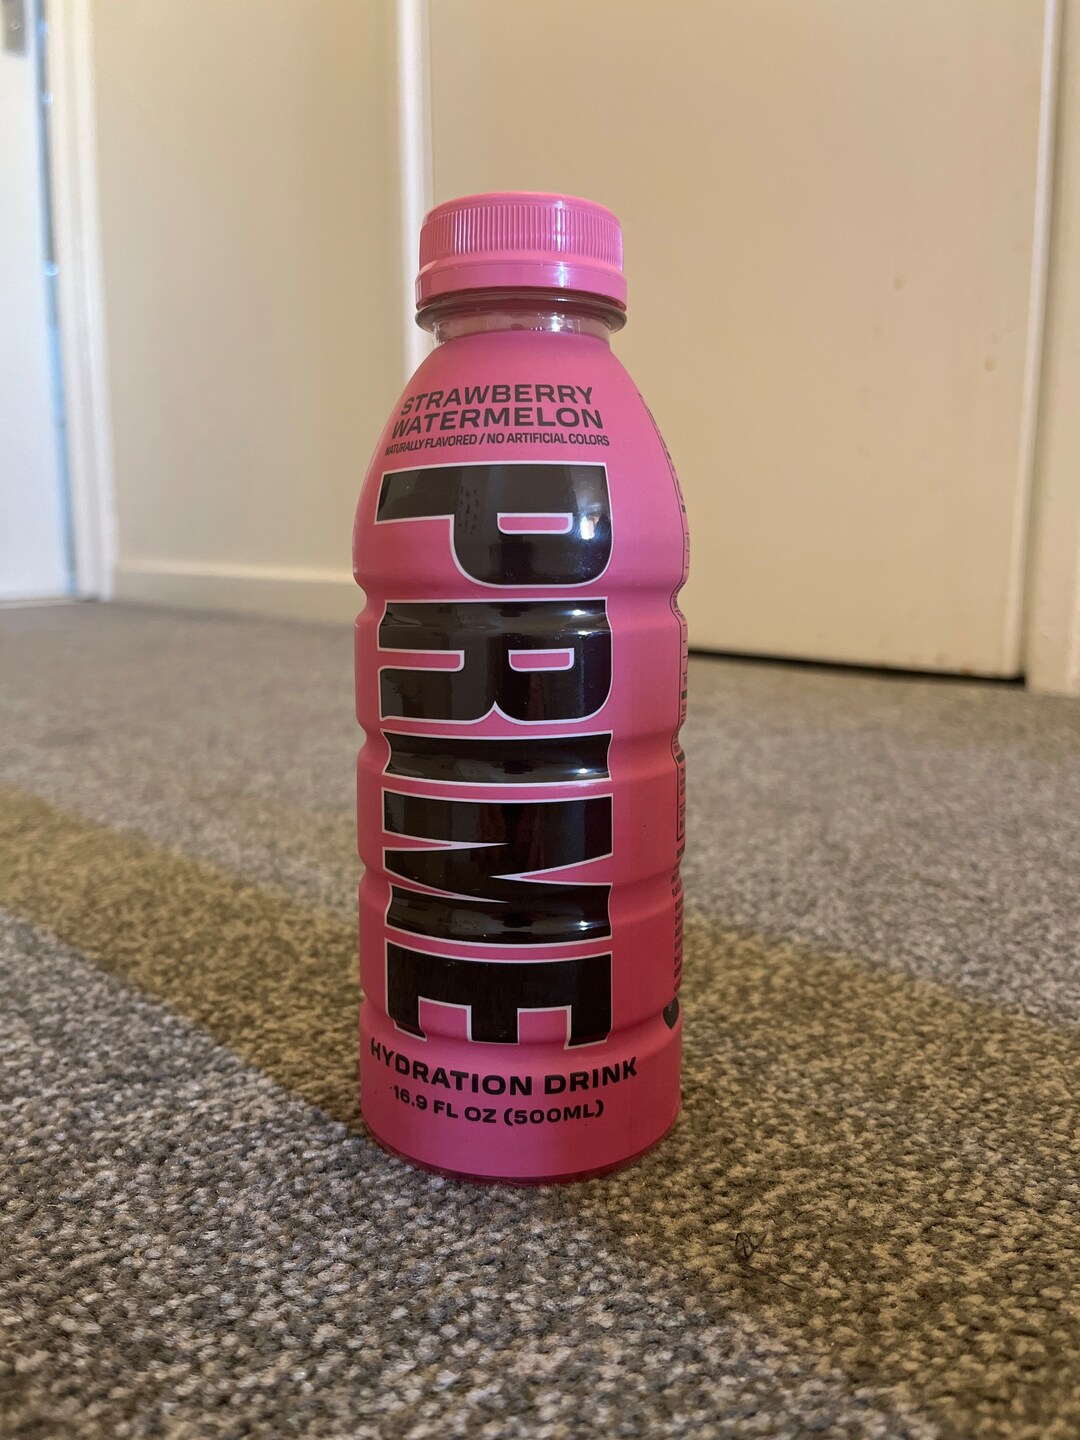 STRAWBERRY
WATERMELON
NATURALLY FLAVORED / NO ARTIFICIAL COLORS
PRIME
HYDRATION DRINK
16.9 FL OZ (500ML)